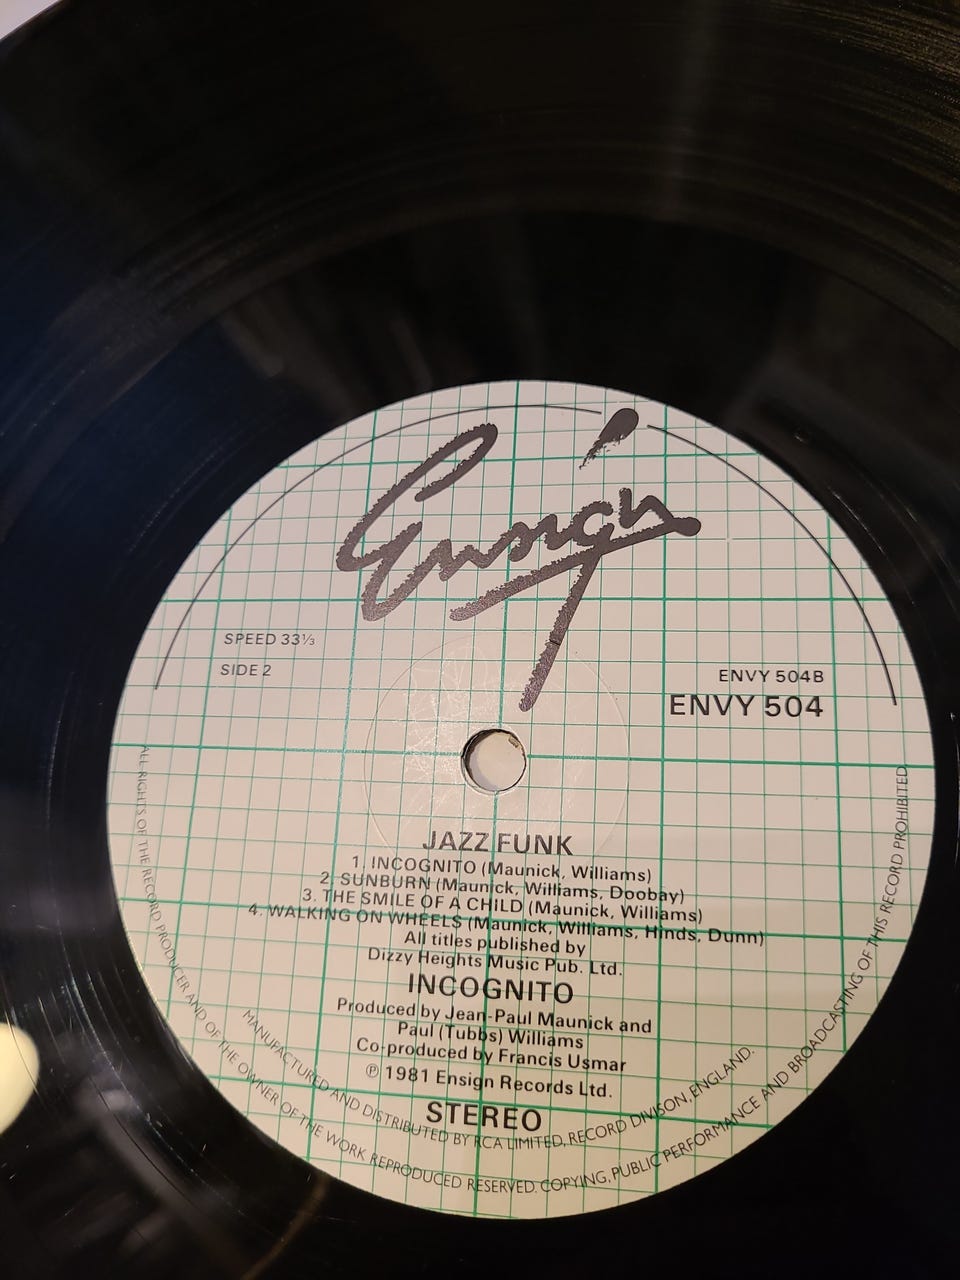 Ensign
SPEED 33⅓
SIDE 2
ENVY 504B
ENVY 504
JAZZ FUNK
1. INCOGNITO (Maunick, Williams)
2. SUNBURN (Maunick, Williams, Doobay)
3. THE SMILE OF A CHILD (Maunick, Williams)
4. WALKING ON WHEELS (Maunick, Williams, Hinds, Dunn)
All titles published by
Dizzy Heights Music Pub. Ltd.
INCOGNITO
Produced by Jean-Paul Maunick and
Paul (Tubbs) Williams
Co-produced by Francis Usmar
℗ 1981 Ensign Records Ltd.
STEREO
MANUFACTURED AND DISTRIBUTED BY RCA LIMITED, RECORD DIVISON, ENGLAND.
ALL RIGHTS OF THE RECORD PRODUCER AND OF THE OWNER OF THE WORK REPRODUCED RESERVED. COPYING, PUBLIC PERFORMANCE AND BROADCASTING OF THIS RECORD PROHIBITED